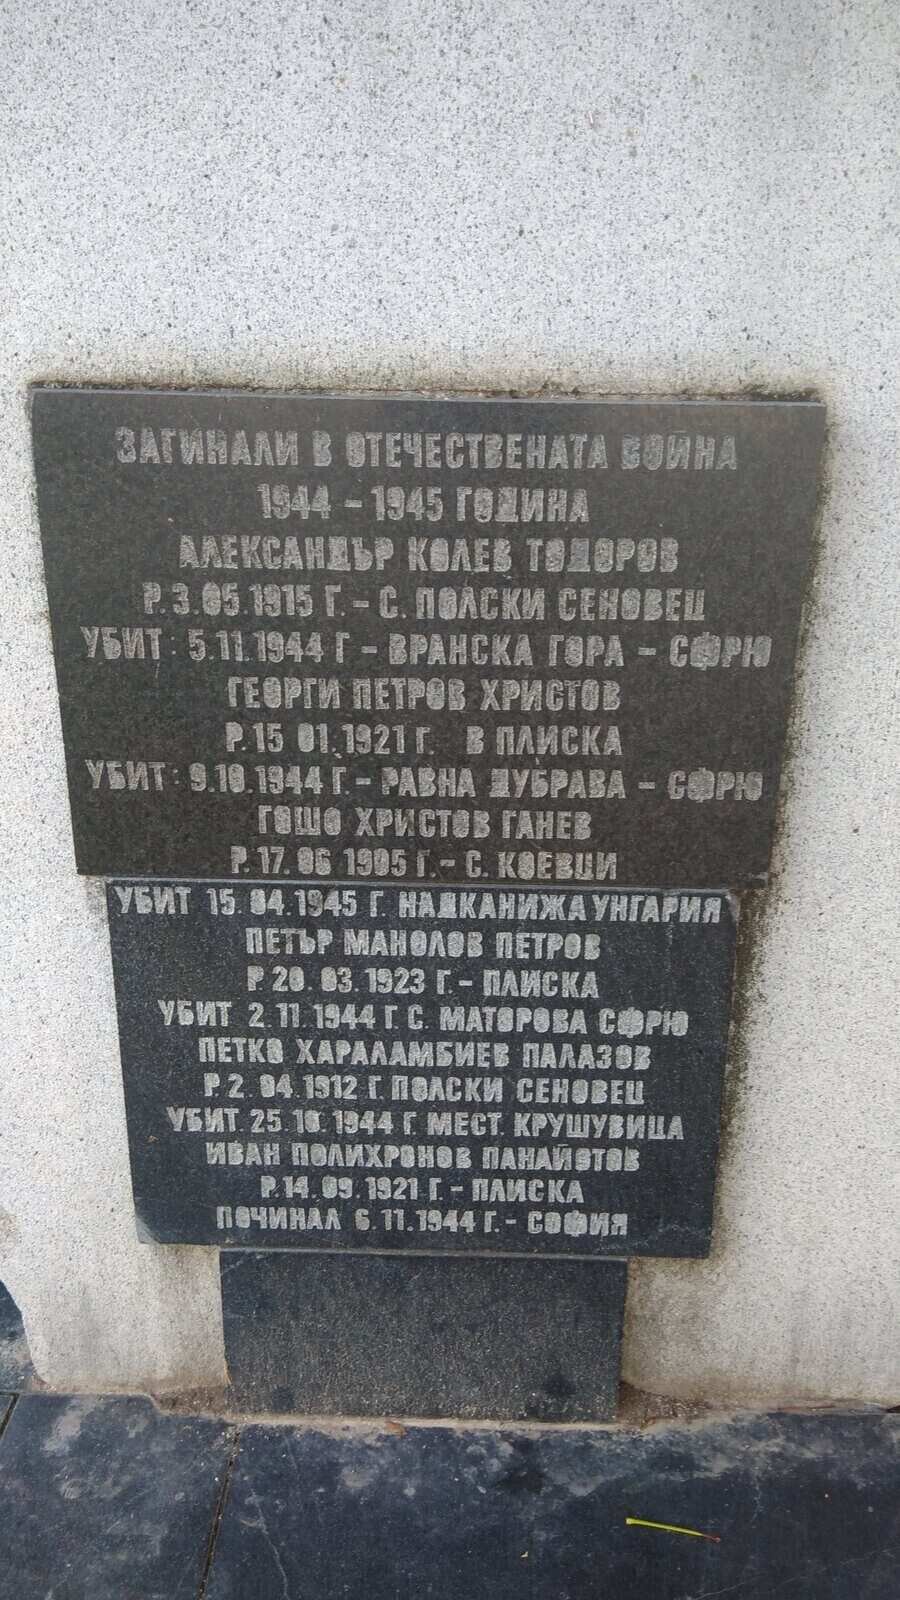 ЗАГИНАЛИ В ОТЕЧЕСТВЕНАТА ВОЙНА
1944 – 1945 ГОДИНА
АЛЕКСАНДЪР КОЛЕВ ТОДОРОВ
Р. 3.05.1915 Г. – С. ПОЛСКИ СЕНОВЕЦ
УБИТ: 5.11.1944 Г – ВРАНСКА ГОРА – СФРЮ
ГЕОРГИ ПЕТРОВ ХРИСТОВ
Р. 15 01.1921 Г. В ПЛИСКА
УБИТ: 9.10.1944 Г. – РАВНА ДУБРАВА – СФРЮ
ГОШО ХРИСТОВ ГАНЕВ
Р. 17. 06 1905 Г. – С. КОЕВЦИ
УБИТ 15. 04.1945 Г. НАДКАНИЖА УНГАРИЯ
ПЕТЪР МАНОЛОВ ПЕТРОВ
Р. 20. 03.1923 Г. – ПЛИСКА
УБИТ 2.11.1944 Г. С. МАТОРОВА СФРЮ
ПЕТКО ХАРАЛАМБИЕВ ПАЛАЗОВ
Р. 2. 04.1912 Г. ПОЛСКИ СЕНОВЕЦ
УБИТ. 25. 10. 1944 Г. МЕСТ. КРУШУВИЦА
ИВАН ПОЛИХРОНОВ ПАНАЙОТОВ
Р. 14. 09. 1921 Г. – ПЛИСКА
ПОЧИНАЛ 6.11.1944 Г. – СОФИЯ